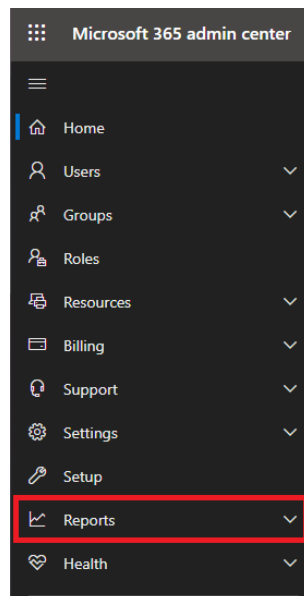 Microsoft 365 admin center
Home
Users
Groups
Roles
Resources
Billing
Support
Settings
Setup
Reports
Health